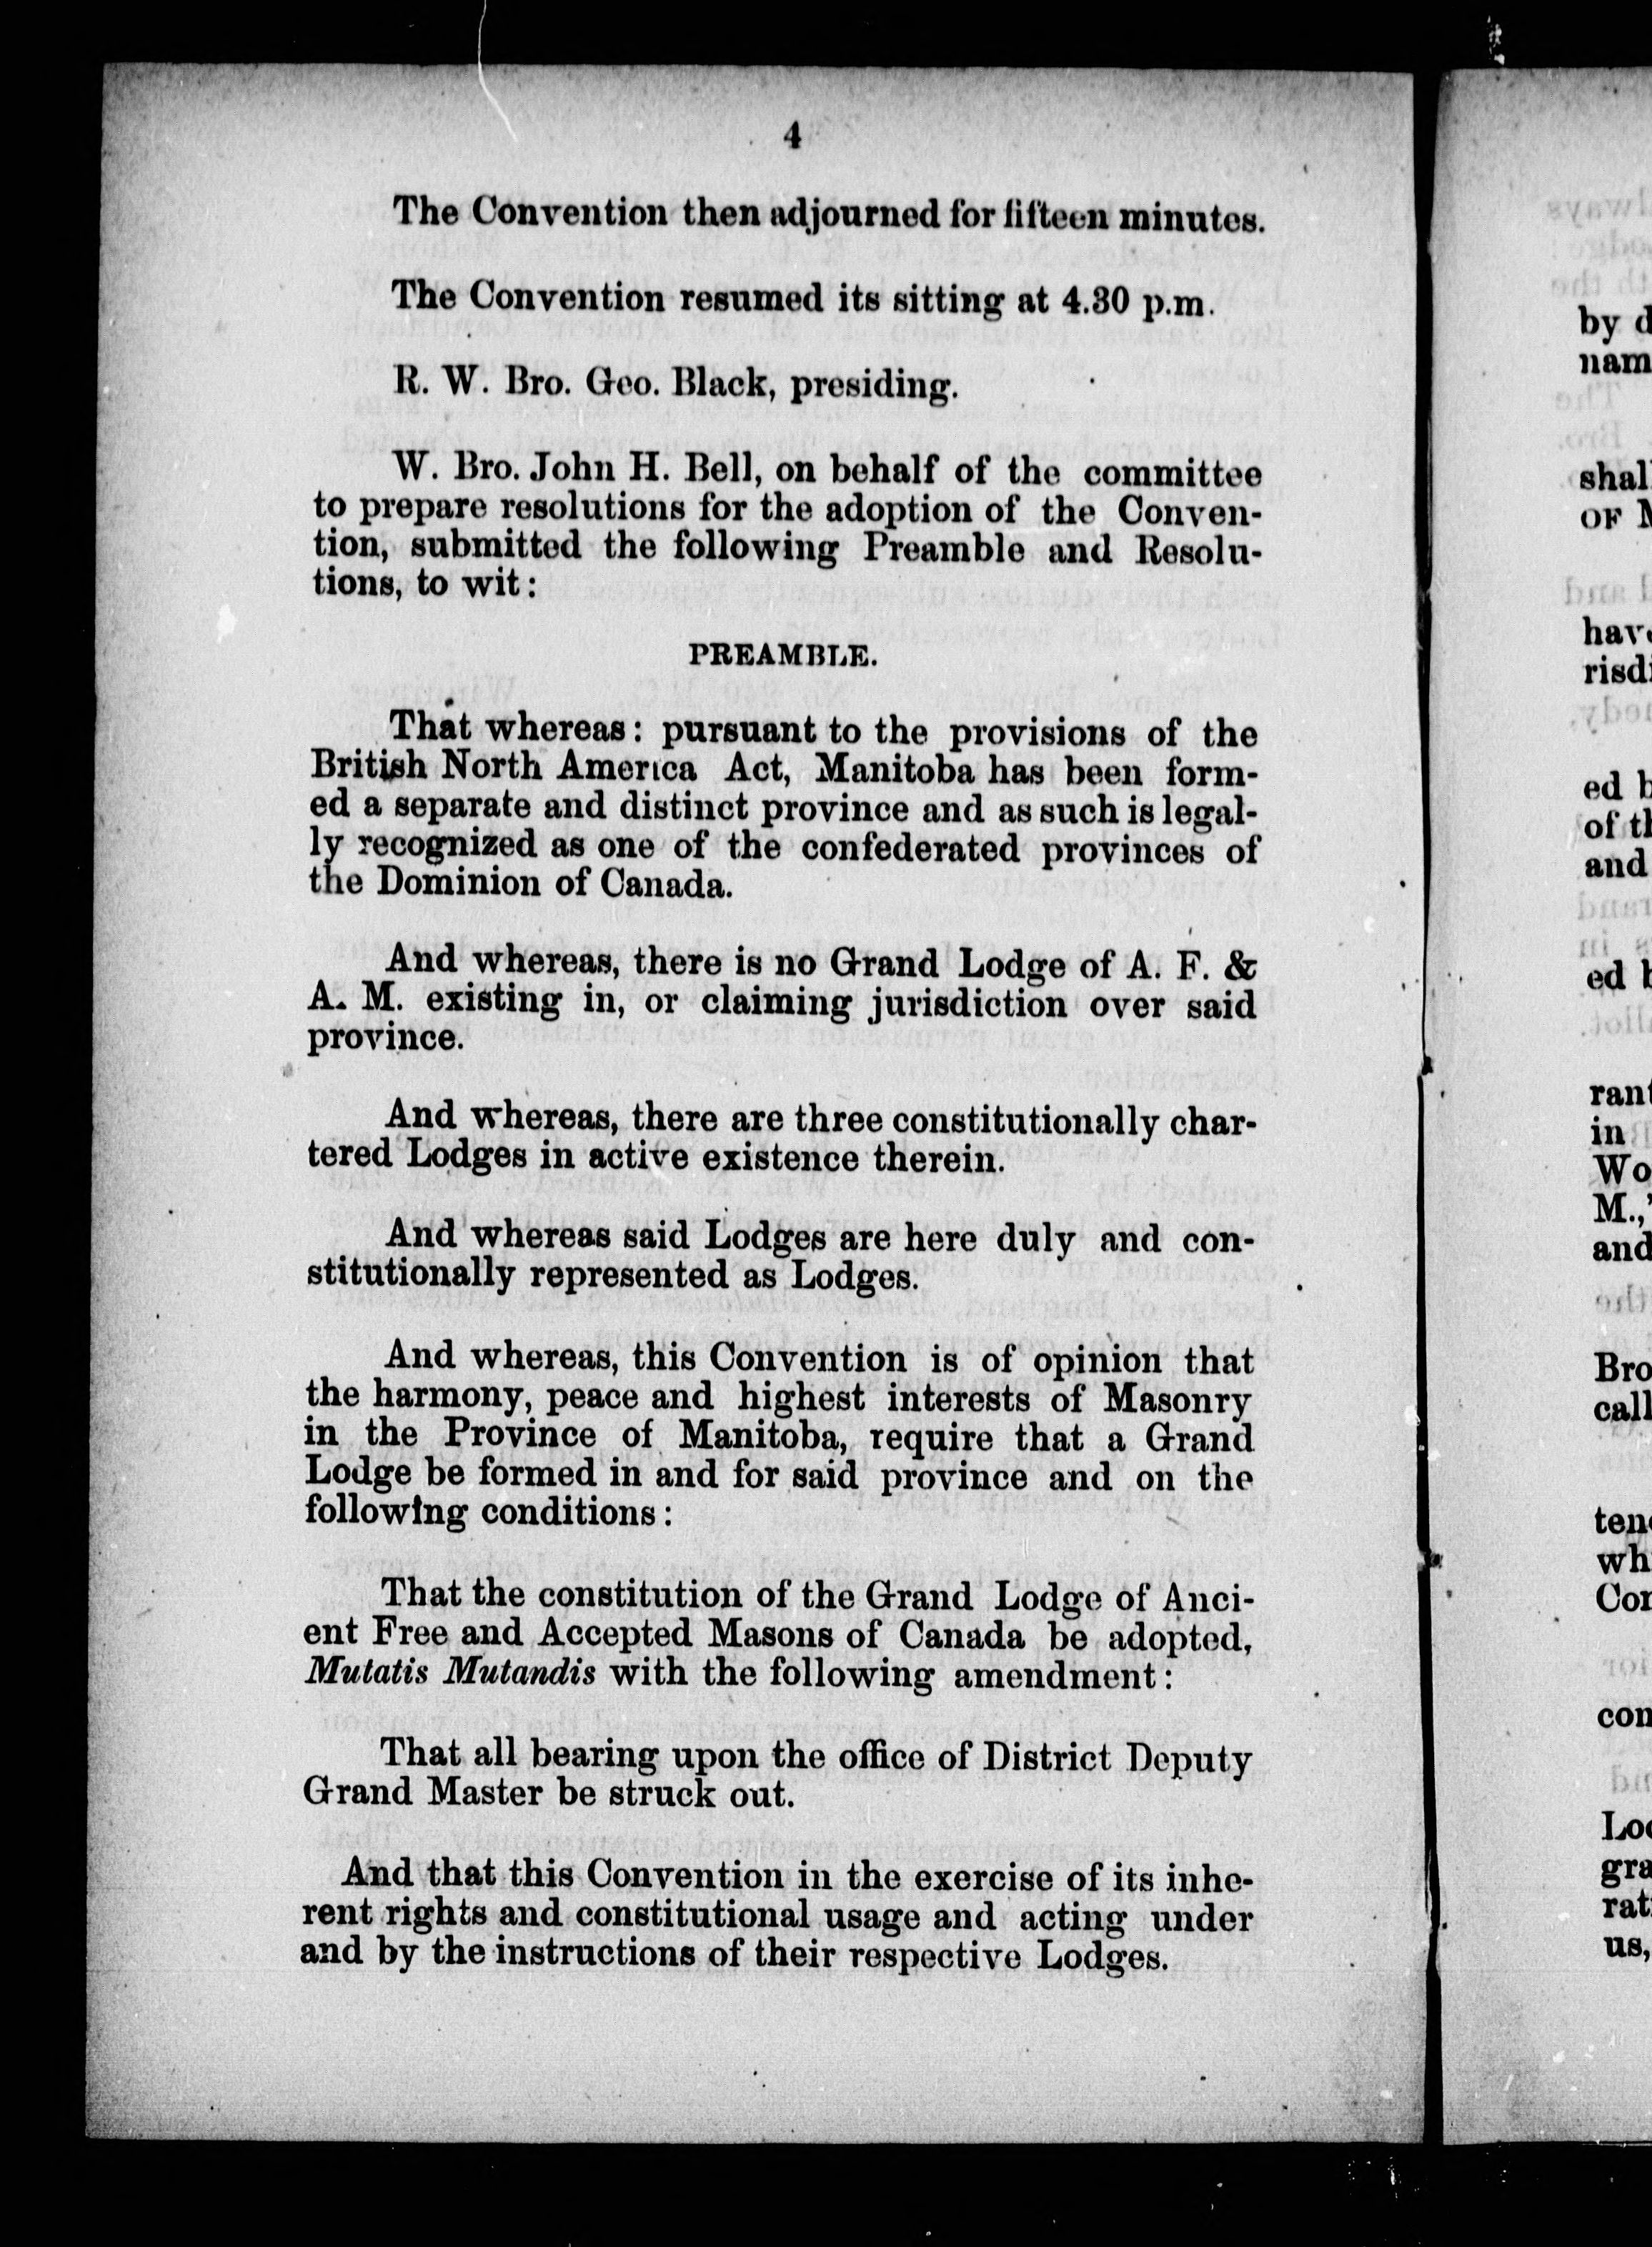 4
The Convention then adjourned for fifteen minutes.
The Convention resumed its sitting at 4.30 p.m.
R. W. Bro. Geo. Black, presiding.
W. Bro. John H. Bell, on behalf of the committee
to prepare resolutions for the adoption of the Conven-
tion, submitted the following Preamble and Resolu-
tions, to wit:
PREAMBLE.
That whereas: pursuant to the provisions of the
British North America Act, Manitoba has been form-
ed a separate and distinct province and as such is legal-
ly recognized as one of the confederated provinces of
the Dominion of Canada.
And whereas, there is no Grand Lodge of A. F. &
A. M. existing in, or claiming jurisdiction over said
province.
And whereas, there are three constitutionally char-
tered Lodges in active existence therein.
And whereas said Lodges are here duly and con-
stitutionally represented as Lodges.
And whereas, this Convention is of opinion that
the harmony, peace and highest interests of Masonry
in the Province of Manitoba, require that a Grand
Lodge be formed in and for said province and on the
following conditions:
That the constitution of the Grand Lodge of Anci-
ent Free and Accepted Masons of Canada be adopted,
Mutatis Mutandis with the following amendment:
That all bearing upon the office of District Deputy
Grand Master be struck out.
And that this Convention in the exercise of its inhe-
rent rights and constitutional usage and acting under
and by the instructions of their respective Lodges.
by
of
and
ed
in
and
us,